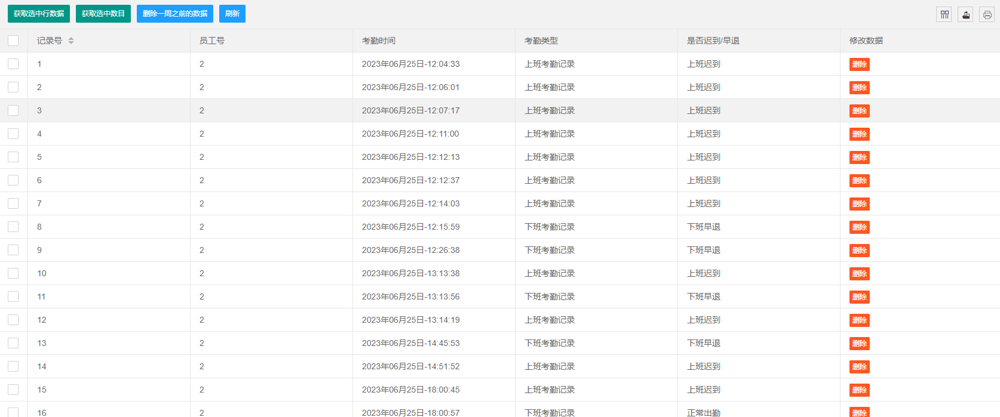 获取选中行数据 获取选中数目 删除一周之前的数据 刷新
记录号 员工号 考勤时间 考勤类型 是否迟到/早退 修改数据
1 2 2023年06月25日-12:04:33 上班考勤记录 上班迟到 删除
2 2 2023年06月25日-12:06:01 上班考勤记录 上班迟到 删除
3 2 2023年06月25日-12:07:17 上班考勤记录 上班迟到 删除
4 2 2023年06月25日-12:11:00 上班考勤记录 上班迟到 删除
5 2 2023年06月25日-12:12:13 上班考勤记录 上班迟到 删除
6 2 2023年06月25日-12:12:37 上班考勤记录 上班迟到 删除
7 2 2023年06月25日-12:14:03 上班考勤记录 上班迟到 删除
8 2 2023年06月25日-12:15:59 下班考勤记录 下班早退 删除
9 2 2023年06月25日-12:26:38 下班考勤记录 下班早退 删除
10 2 2023年06月25日-13:13:38 上班考勤记录 上班迟到 删除
11 2 2023年06月25日-13:13:56 下班考勤记录 下班早退 删除
12 2 2023年06月25日-13:14:19 上班考勤记录 上班迟到 删除
13 2 2023年06月25日-14:45:53 下班考勤记录 下班早退 删除
14 2 2023年06月25日-14:51:52 上班考勤记录 上班迟到 删除
15 2 2023年06月25日-18:00:45 上班考勤记录 上班迟到 删除
16 2 2023年06月25日-18:00:57 下班考勤记录 正常出勤 删除